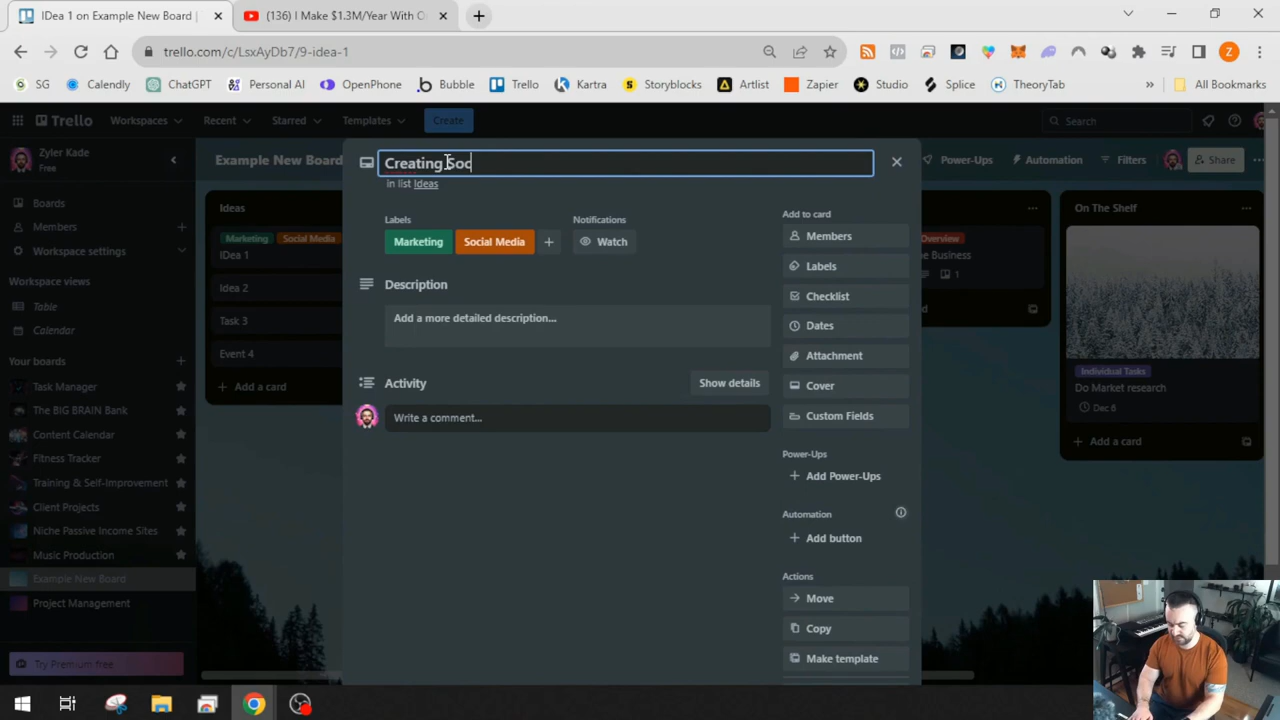 IDea 1 on Example New Board |
(136) I Make $1.3M/Year With O
trello.com/c/LsxAyDb7/9-idea-1
Z
SG
Calendly
ChatGPT
Personal AI
OpenPhone
Bubble
Trello
Kartra
Storyblocks
Artlist
Zapier
Studio
Splice
TheoryTab
»
All Bookmarks
Trello
Workspaces
Recent
Starred
Templates
Create
Search
Zyler Kade
Free
Example New Board
Power-Ups
Automation
Filters
Share
Boards
Members
Workspace settings
Workspace views
Table
Calendar
Your boards
Task Manager
The BIG BRAIN Bank
Content Calendar
Fitness Tracker
Training & Self-Improvement
Client Projects
Niche Passive Income Sites
Music Production
Example New Board
Project Management
Try Premium free
Ideas
Marketing
Social Media
IDea 1
Idea 2
Task 3
Event 4
+ Add a card
Creating Soc
in list Ideas
Labels
Marketing
Social Media
Notifications
Watch
Description
Add a more detailed description...
Activity
Show details
Write a comment...
Add to card
Members
Labels
Checklist
Dates
Attachment
Cover
Custom Fields
Power-Ups
+ Add Power-Ups
Automation
+ Add button
Actions
Move
Copy
Make template
Overview
e Business
1
On The Shelf
Individual Tasks
Do Market research
Dec 6
+ Add a card